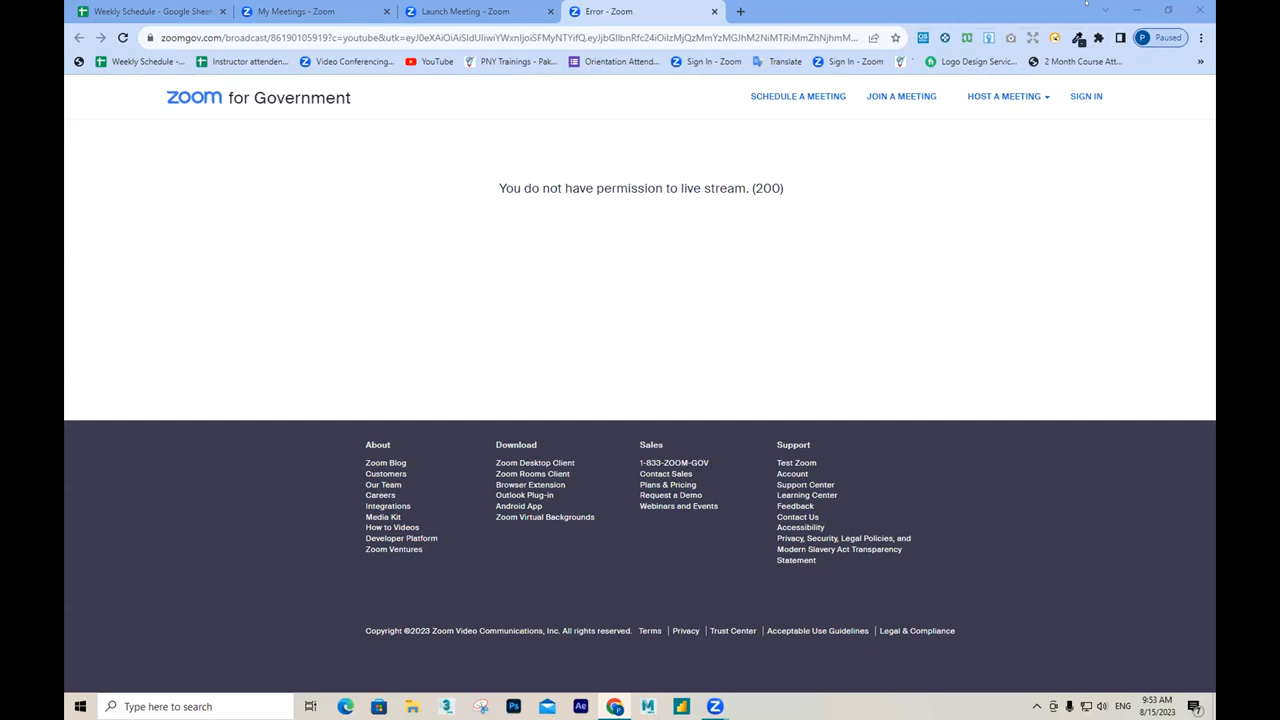 Weekly Schedule - Google Sheet
My Meetings - Zoom
Launch Meeting - Zoom
Error - Zoom
zoomgov.com/broadcast/86190105919?c=youtube&utk=
Paused
Weekly Schedule -...
Instructor attenden...
Video Conferencing...
YouTube
PNY Trainings - Pak...
Orientation Attend...
Sign In - Zoom
Translate
Sign In - Zoom
Logo Design Servic...
2 Month Course Att...
»
zoom for Government
SCHEDULE A MEETING
JOIN A MEETING
HOST A MEETING
SIGN IN
You do not have permission to live stream. (200)
About
Zoom Blog
Customers
Our Team
Careers
Integrations
Media Kit
How to Videos
Developer Platform
Zoom Ventures
Download
Zoom Desktop Client
Zoom Rooms Client
Browser Extension
Outlook Plug-in
Android App
Zoom Virtual Backgrounds
Sales
1-833-ZOOM-GOV
Contact Sales
Plans & Pricing
Request a Demo
Webinars and Events
Support
Test Zoom
Account
Support Center
Learning Center
Feedback
Contact Us
Accessibility
Privacy, Security, Legal Policies, and
Modern Slavery Act Transparency
Statement
Copyright ©2023 Zoom Video Communications, Inc. All rights reserved. Terms | Privacy | Trust Center | Acceptable Use Guidelines | Legal & Compliance
Type here to search
ENG
9:53 AM
8/15/2023